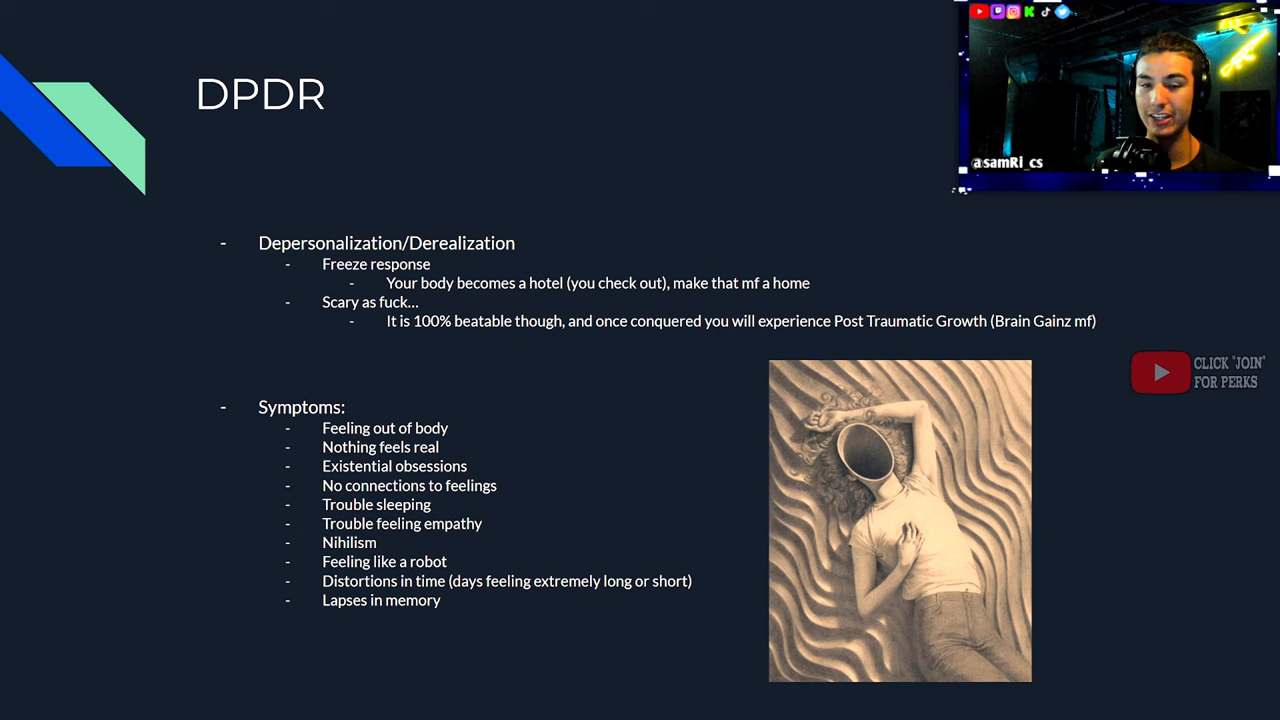 DPDR
@samRi_cs
- Depersonalization/Derealization
- Freeze response
- Your body becomes a hotel (you check out), make that mf a home
- Scary as fuck...
- It is 100% beatable though, and once conquered you will experience Post Traumatic Growth (Brain Gainz mf)
CLICK "JOIN"
FOR PERKS
- Symptoms:
- Feeling out of body
- Nothing feels real
- Existential obsessions
- No connections to feelings
- Trouble sleeping
- Trouble feeling empathy
- Nihilism
- Feeling like a robot
- Distortions in time (days feeling extremely long or short)
- Lapses in memory